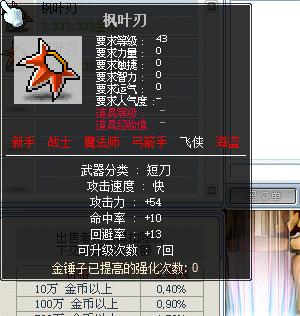 枫叶刃
枫叶刃
要求等级: 43
要求力量: 0
要求敏捷: 0
要求智力: 0
要求运气: 0
要求人气度: -
道具等级: -
道具经验值: -
新手 战士 魔法师 弓箭手 飞侠 海盗
武器分类: 短刀
攻击速度: 快
攻击力: +54
命中率: +10
回避率: +13
可升级次数: 7回
金锤子已提高的强化次数: 0
10万 金币以上 0,40%
100万 金币以上 0,90%